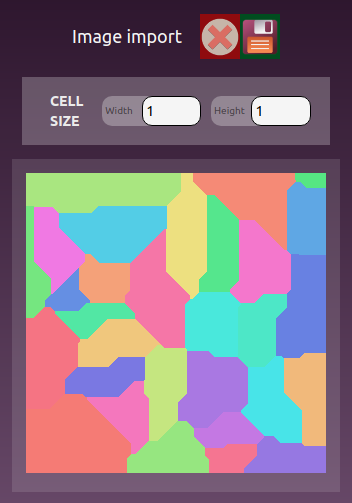 Image import
CELL
SIZE
Width 1
Height 1